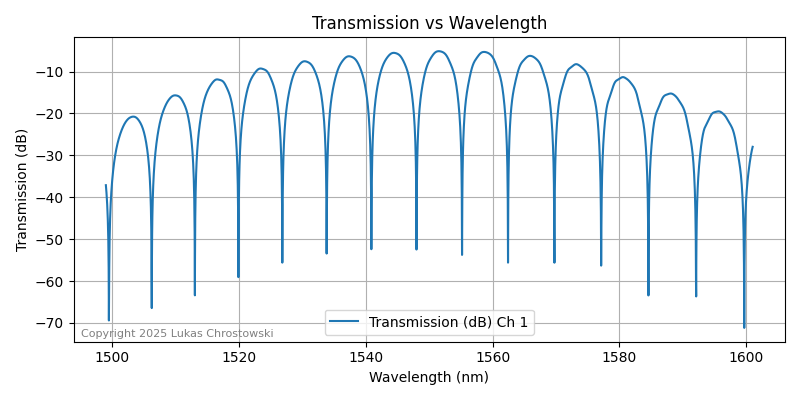 Transmission vs Wavelength
Transmission (dB)
−10
−20
−30
−40
−50
−60
−70
Transmission (dB) Ch 1
Copyright 2025 Lukas Chrostowski
1500
1520
1540
1560
1580
1600
Wavelength (nm)